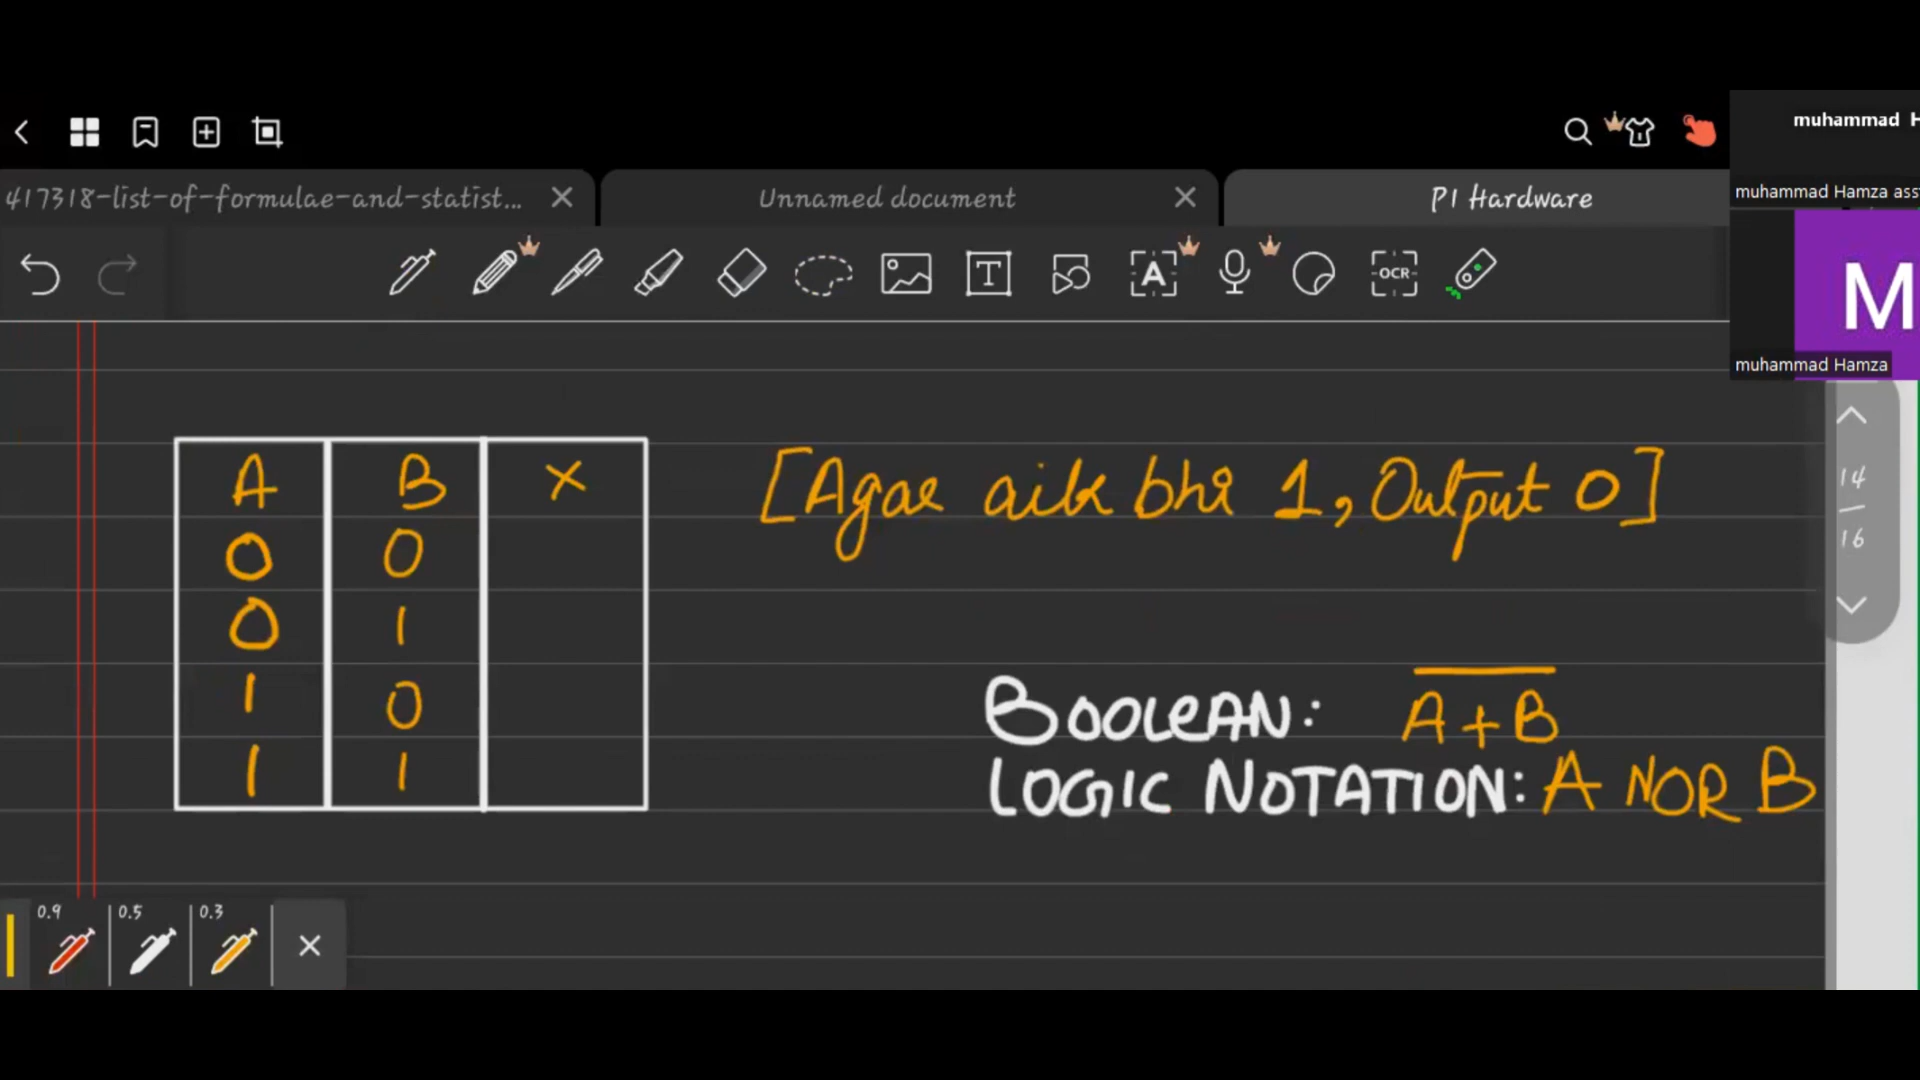 muhammad H
417318-list-of-formulae-and-statist...
Unnamed document
P1 Hardware
muhammad Hamza ass
A
T
OCR
M
muhammad Hamza
A B X
0 0
0 1
1 0
1 1
[Agar aik bhi 1, Output 0]
14
16
BOOLEAN: A+B
LOGIC NOTATION: A NOR B
0.9 0.5 0.3